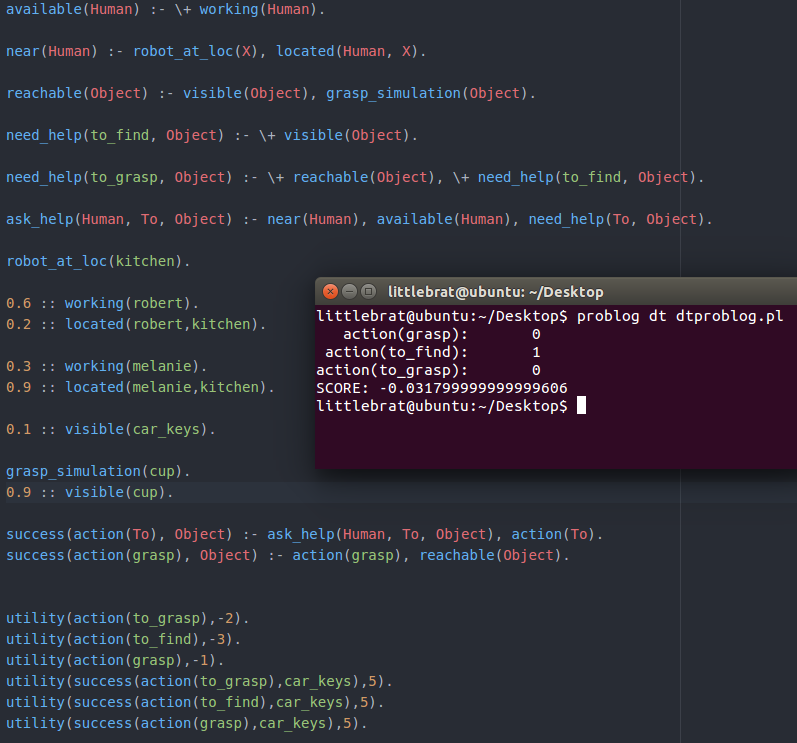 available(Human) :- \+ working(Human).
near(Human) :- robot_at_loc(X), located(Human, X).
reachable(Object) :- visible(Object), grasp_simulation(Object).
need_help(to_find, Object) :- \+ visible(Object).
need_help(to_grasp, Object) :- \+ reachable(Object), \+ need_help(to_find, Object).
ask_help(Human, To, Object) :- near(Human), available(Human), need_help(To, Object).
robot_at_loc(kitchen).
0.6 :: working(robert).
0.2 :: located(robert,kitchen).
0.3 :: working(melanie).
0.9 :: located(melanie,kitchen).
0.1 :: visible(car_keys).
grasp_simulation(cup).
0.9 :: visible(cup).
success(action(To), Object) :- ask_help(Human, To, Object), action(To).
success(action(grasp), Object) :- action(grasp), reachable(Object).
utility(action(to_grasp),-2).
utility(action(to_find),-3).
utility(action(grasp),-1).
utility(success(action(to_grasp),car_keys),5).
utility(success(action(to_find),car_keys),5).
utility(success(action(grasp),car_keys),5).
littlebrat@ubuntu: ~/Desktop
littlebrat@ubuntu:~/Desktop$ problog dt dtproblog.pl
action(grasp): 0
action(to_find): 1
action(to_grasp): 0
SCORE: -0.031799999999999606
littlebrat@ubuntu:~/Desktop$